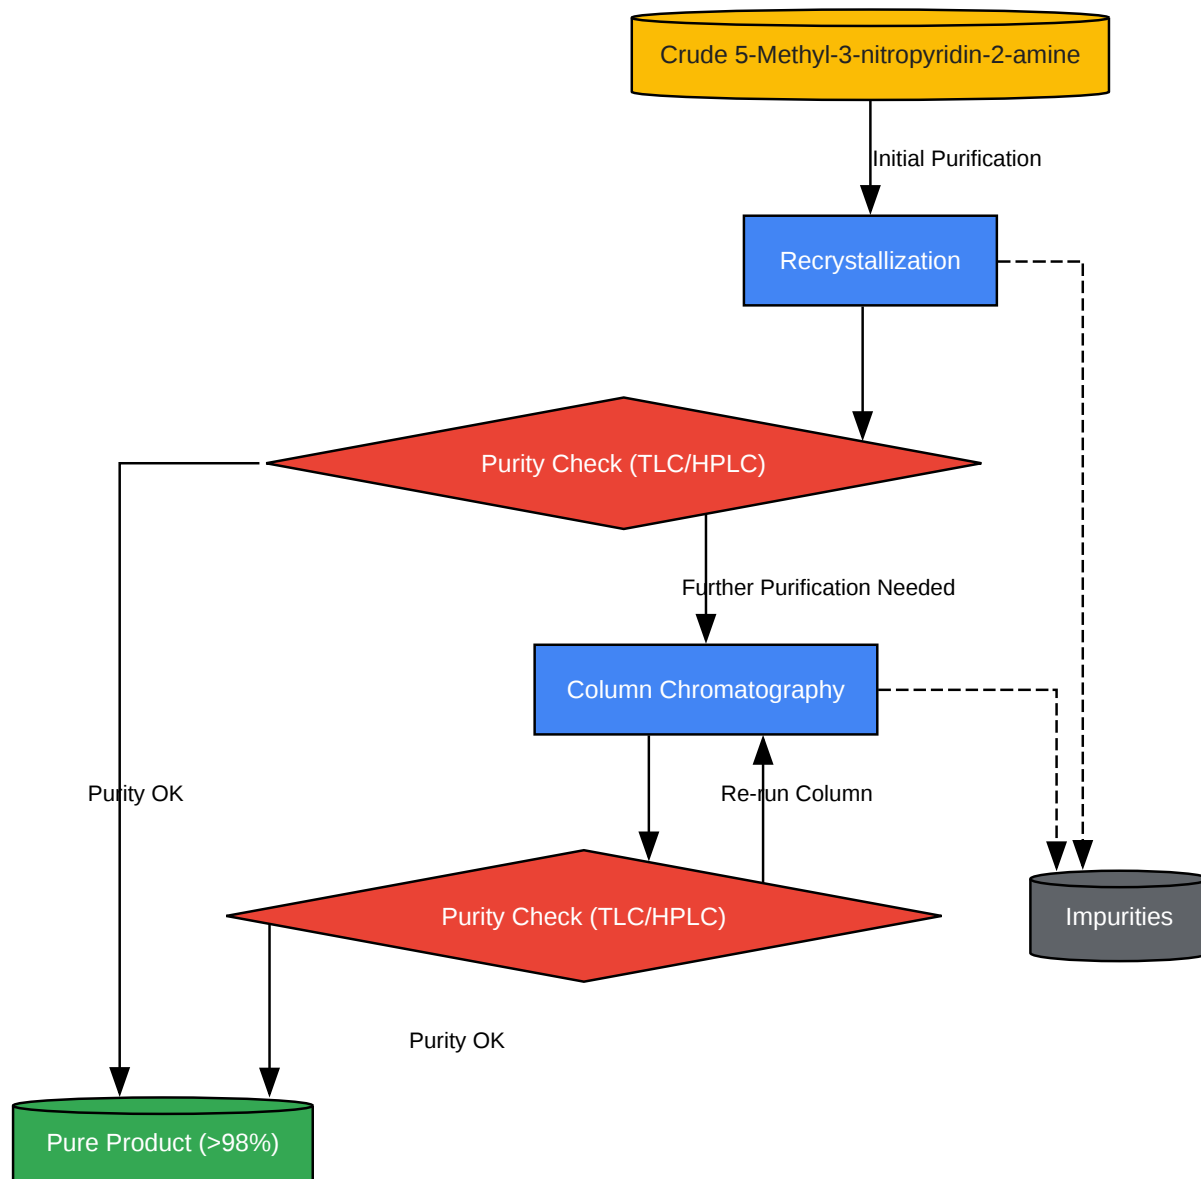 Crude 5-Methyl-3-nitropyridin-2-amine
Initial Purification
Recrystallization
Purity Check (TLC/HPLC)
Further Purification Needed
Column Chromatography
Purity OK
Re-run Column
Purity Check (TLC/HPLC)
Impurities
Purity OK
Pure Product (>98%)